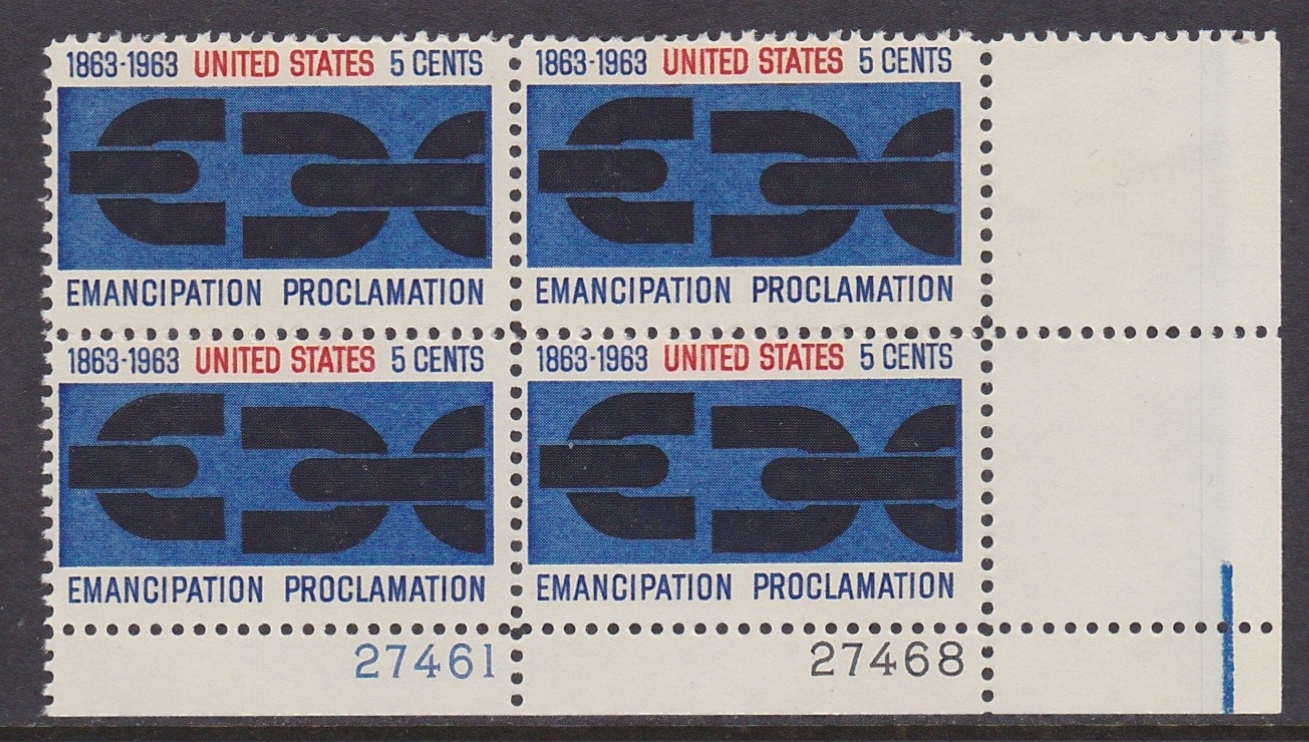 1863-1963 UNITED STATES 5 CENTS
1863-1963 UNITED STATES 5 CENTS
EMANCIPATION PROCLAMATION
EMANCIPATION PROCLAMATION
1863-1963 UNITED STATES 5 CENTS
1863-1963 UNITED STATES 5 CENTS
EMANCIPATION PROCLAMATION
EMANCIPATION PROCLAMATION
27461
27468